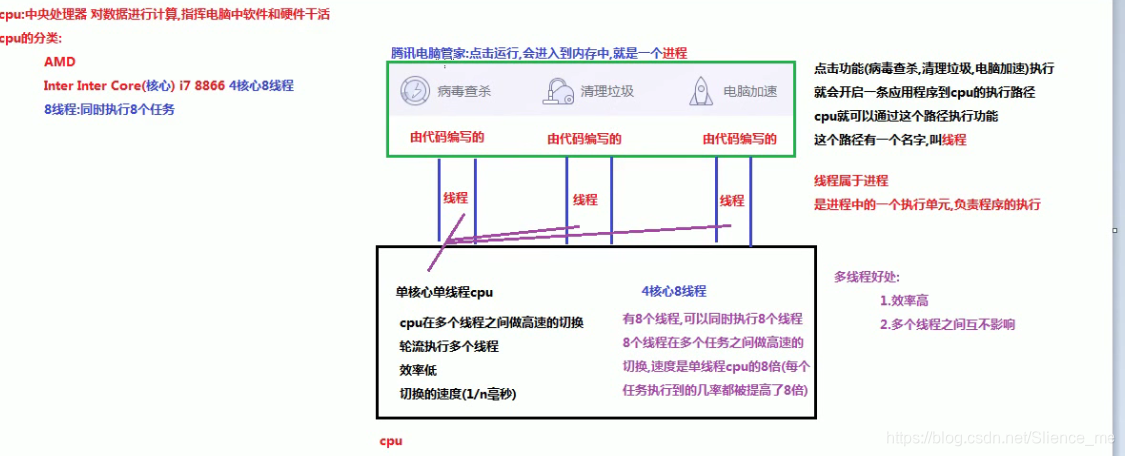 cpu:中央处理器 对数据进行计算,指挥电脑中软件和硬件干活
cpu的分类:
AMD
Inter Inter Core(核心) i7 8866 4核心8线程
8线程:同时执行8个任务
腾讯电脑管家:点击运行,会进入到内存中,就是一个进程
病毒查杀
清理垃圾
电脑加速
由代码编写的
由代码编写的
由代码编写的
线程
线程
线程
点击功能(病毒查杀,清理垃圾,电脑加速)执行
就会开启一条应用程序到cpu的执行路径
cpu就可以通过这个路径执行功能
这个路径有一个名字,叫线程
线程属于进程
是进程中的一个执行单元,负责程序的执行
单核心单线程cpu
cpu在多个线程之间做高速的切换
轮流执行多个线程
效率低
切换的速度(1/n毫秒)
4核心8线程
有8个线程,可以同时执行8个线程
8个线程在多个任务之间做高速的
切换,速度是单线程cpu的8倍(每个
任务执行到的几率都被提高了8倍)
多线程好处:
1.效率高
2.多个线程之间互不影响
cpu
https://blog.csdn.net/Slience_me